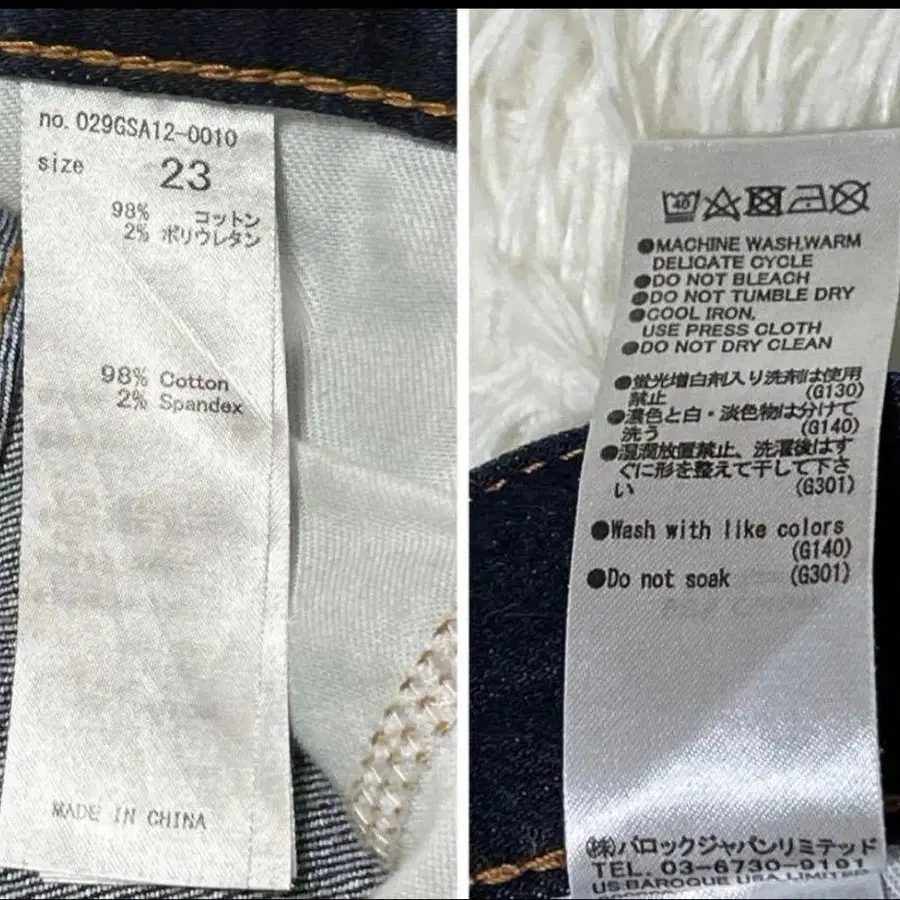 no. 029GSA12-0010
size 23
98% コットン
2% ポリウレタン
98% Cotton
2% Spandex
MADE IN CHINA
40
●MACHINE WASH,WARM
DELICATE CYCLE
●DO NOT BLEACH
●DO NOT TUMBLE DRY
●COOL IRON,
USE PRESS CLOTH
●DO NOT DRY CLEAN
●蛍光増白剤入り洗剤は使用
禁止 (G130)
●濃色と白・淡色物は分けて
洗う (G140)
●湿潤放置禁止、洗濯後はす
ぐに形を整えて干して下さ
い (G301)
●Wash with like colors
(G140)
●Do not soak (G301)
㈱バロックジャパンリミテッド
TEL. 03-6730-9191
US.BAROQUE USA LIMITED